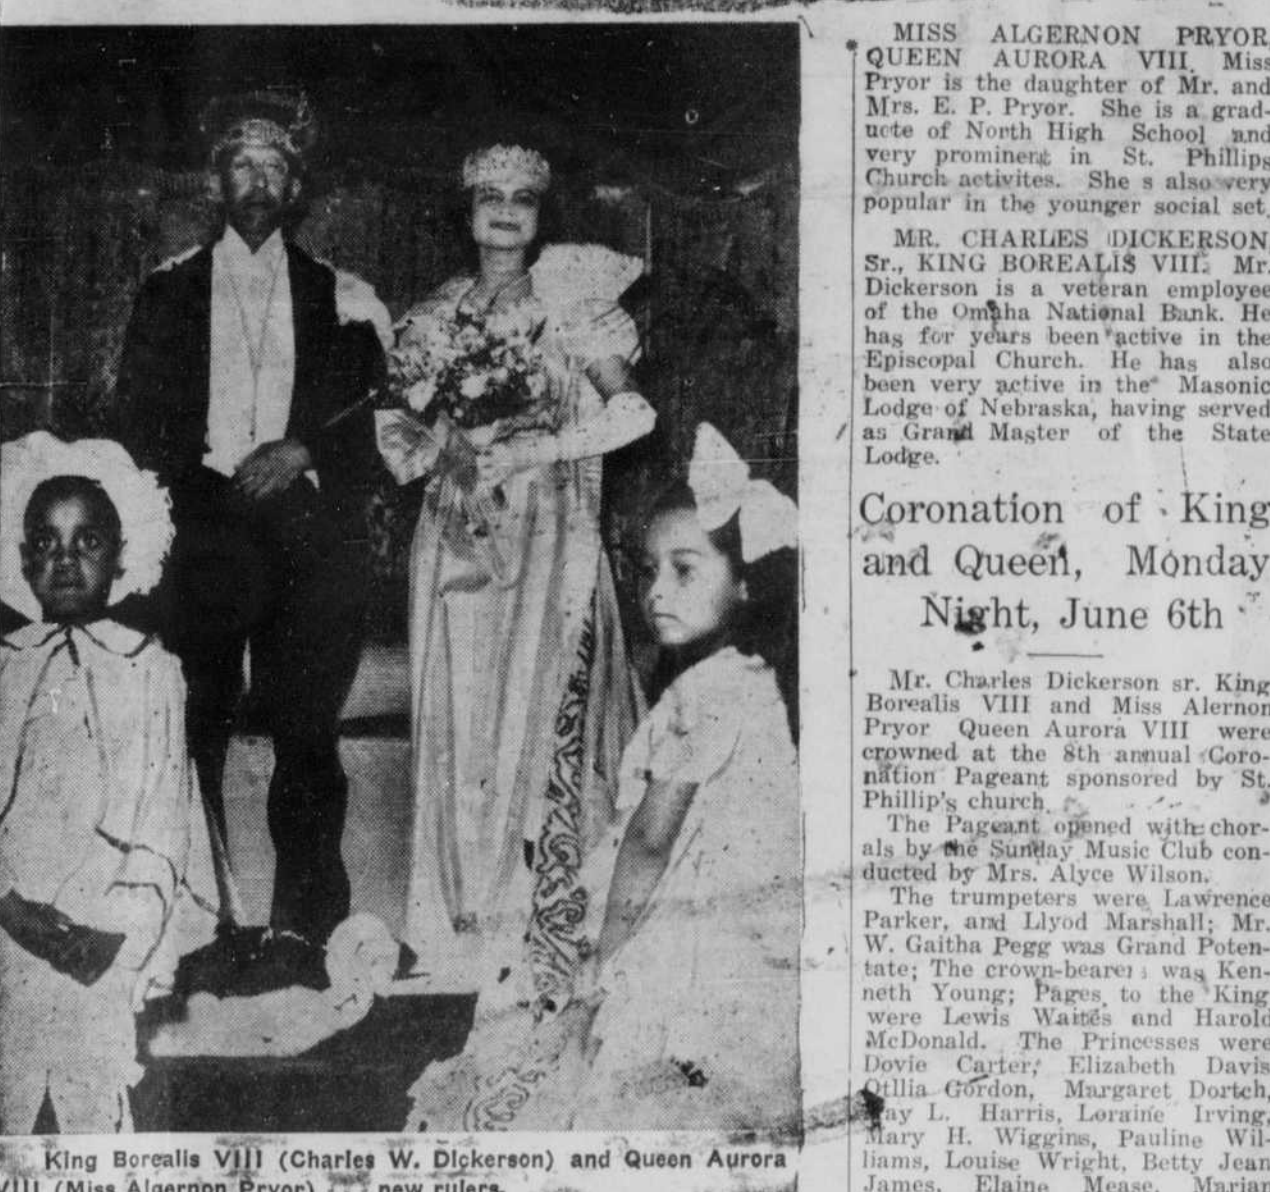 MISS ALGERNON PRYOR
QUEEN AURORA VIII. Miss
Pryor is the daughter of Mr. and
Mrs. E. P. Pryor. She is a grad-
ucte of North High School and
very prominent in St. Phillips
Church activites. She s also very
popular in the younger social set.
MR. CHARLES DICKERSON
Sr., KING BOREALIS VIII. Mr.
Dickerson is a veteran employee
of the Omaha National Bank. He
has for years been active in the
Episcopal Church. He has also
been very active in the Masonic
Lodge of Nebraska, having served
as Grand Master of the State
Lodge.
Coronation of King
and Queen, Monday
Night, June 6th
Mr. Charles Dickerson sr. King
Borealis VIII and Miss Alernon
Pryor Queen Aurora VIII were
crowned at the 8th annual Coro-
nation Pageant sponsored by St.
Phillip's church.
The Pageant opened with chor-
als by the Sunday Music Club con-
ducted by Mrs. Alyce Wilson.
The trumpeters were Lawrence
Parker, and Llyod Marshall; Mr.
W. Gaitha Pegg was Grand Poten-
tate; The crown-bearer was Ken-
neth Young; Pages to the King
were Lewis Waites and Harold
McDonald. The Princesses were
Dovie Carter, Elizabeth Davis
Otllia Gordon, Margaret Dortch,
L. Harris, Loraine Irving,
Mary H. Wiggins, Pauline Wil-
liams, Louise Wright, Betty Jean
James, Elaine Mease, Marian
King Borealis VIII (Charles W. Dickerson) and Queen Aurora
VIII (Miss Algernon Pryor) . . . new rulers.